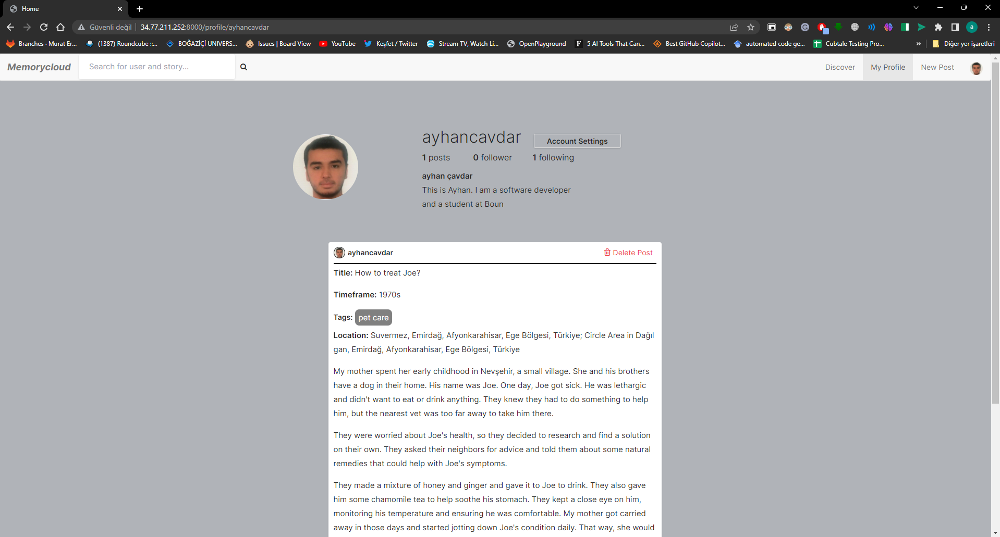 Home
Güvenli değil 34.77.211.252:8000/profile/ayhancavdar
Branches · Murat Er... (1387) Roundcube ::... BOĞAZİÇİ UNIVERS... Issues | Board View YouTube Keşfet / Twitter Stream TV, Watch Li... OpenPlayground F 5 AI Tools That Can... Best GitHub Copilot... automated code ge... Cubtale Testing Pro... » Diğer yer işaretleri
Memorycloud Search for user and story... Discover My Profile New Post
ayhancavdar Account Settings
1 posts 0 follower 1 following
ayhan çavdar
This is Ayhan. I am a software developer
and a student at Boun
ayhancavdar Delete Post
Title: How to treat Joe?
Timeframe: 1970s
Tags: pet care
Location: Suvermez, Emirdağ, Afyonkarahisar, Ege Bölgesi, Türkiye; Circle Area in Dağıl
gan, Emirdağ, Afyonkarahisar, Ege Bölgesi, Türkiye
My mother spent her early childhood in Nevşehir, a small village. She and his brothers
have a dog in their home. His name was Joe. One day, Joe got sick. He was lethargic
and didn't want to eat or drink anything. They knew they had to do something to help
him, but the nearest vet was too far away to take him there.
They were worried about Joe's health, so they decided to research and find a solution
on their own. They asked their neighbors for advice and told them about some natural
remedies that could help with Joe's symptoms.
They made a mixture of honey and ginger and gave it to Joe to drink. They also gave
him some chamomile tea to help soothe his stomach. They kept a close eye on him,
monitoring his temperature and ensuring he was comfortable. My mother got carried
away in those days and started jotting down Joe's condition daily. That way, she would